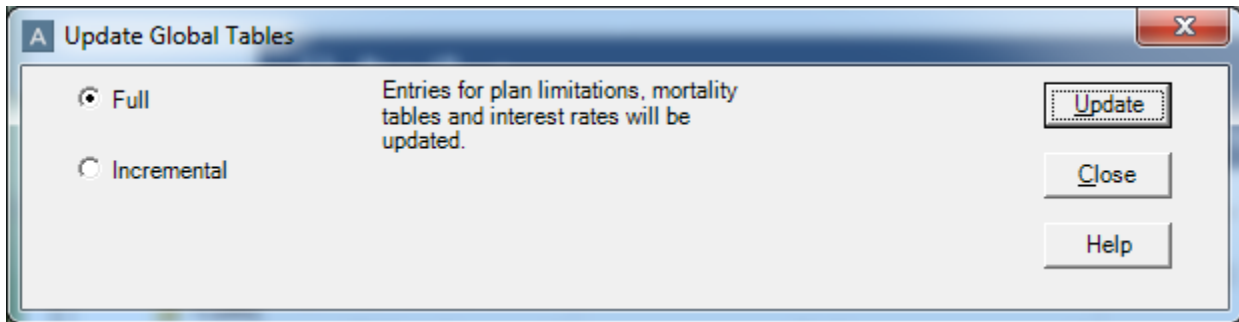 A Update Global Tables
Full
Entries for plan limitations, mortality
tables and interest rates will be
updated.
Update
Incremental
Close
Help